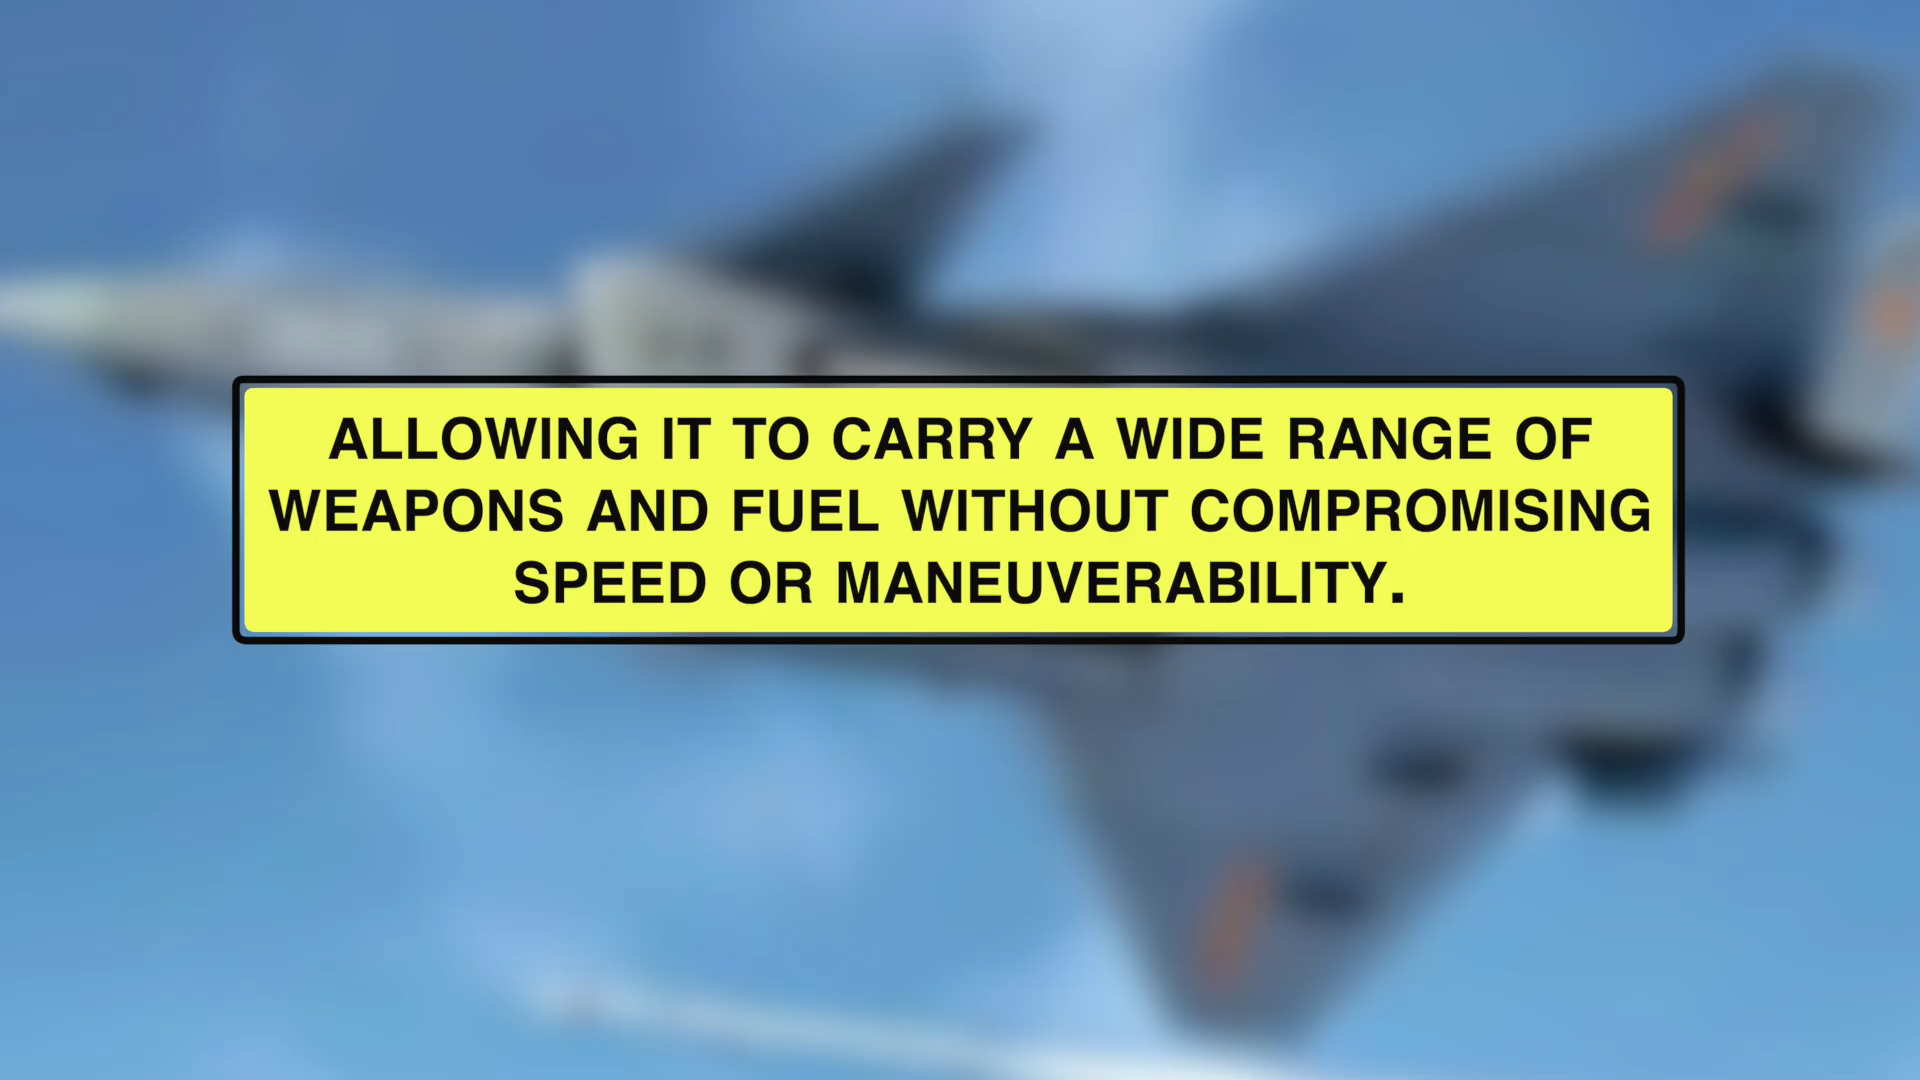 ALLOWING IT TO CARRY A WIDE RANGE OF
WEAPONS AND FUEL WITHOUT COMPROMISING
SPEED OR MANEUVERABILITY.